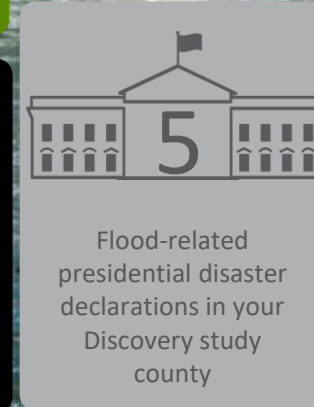 5
Flood-related
presidential disaster
declarations in your
Discovery study
county